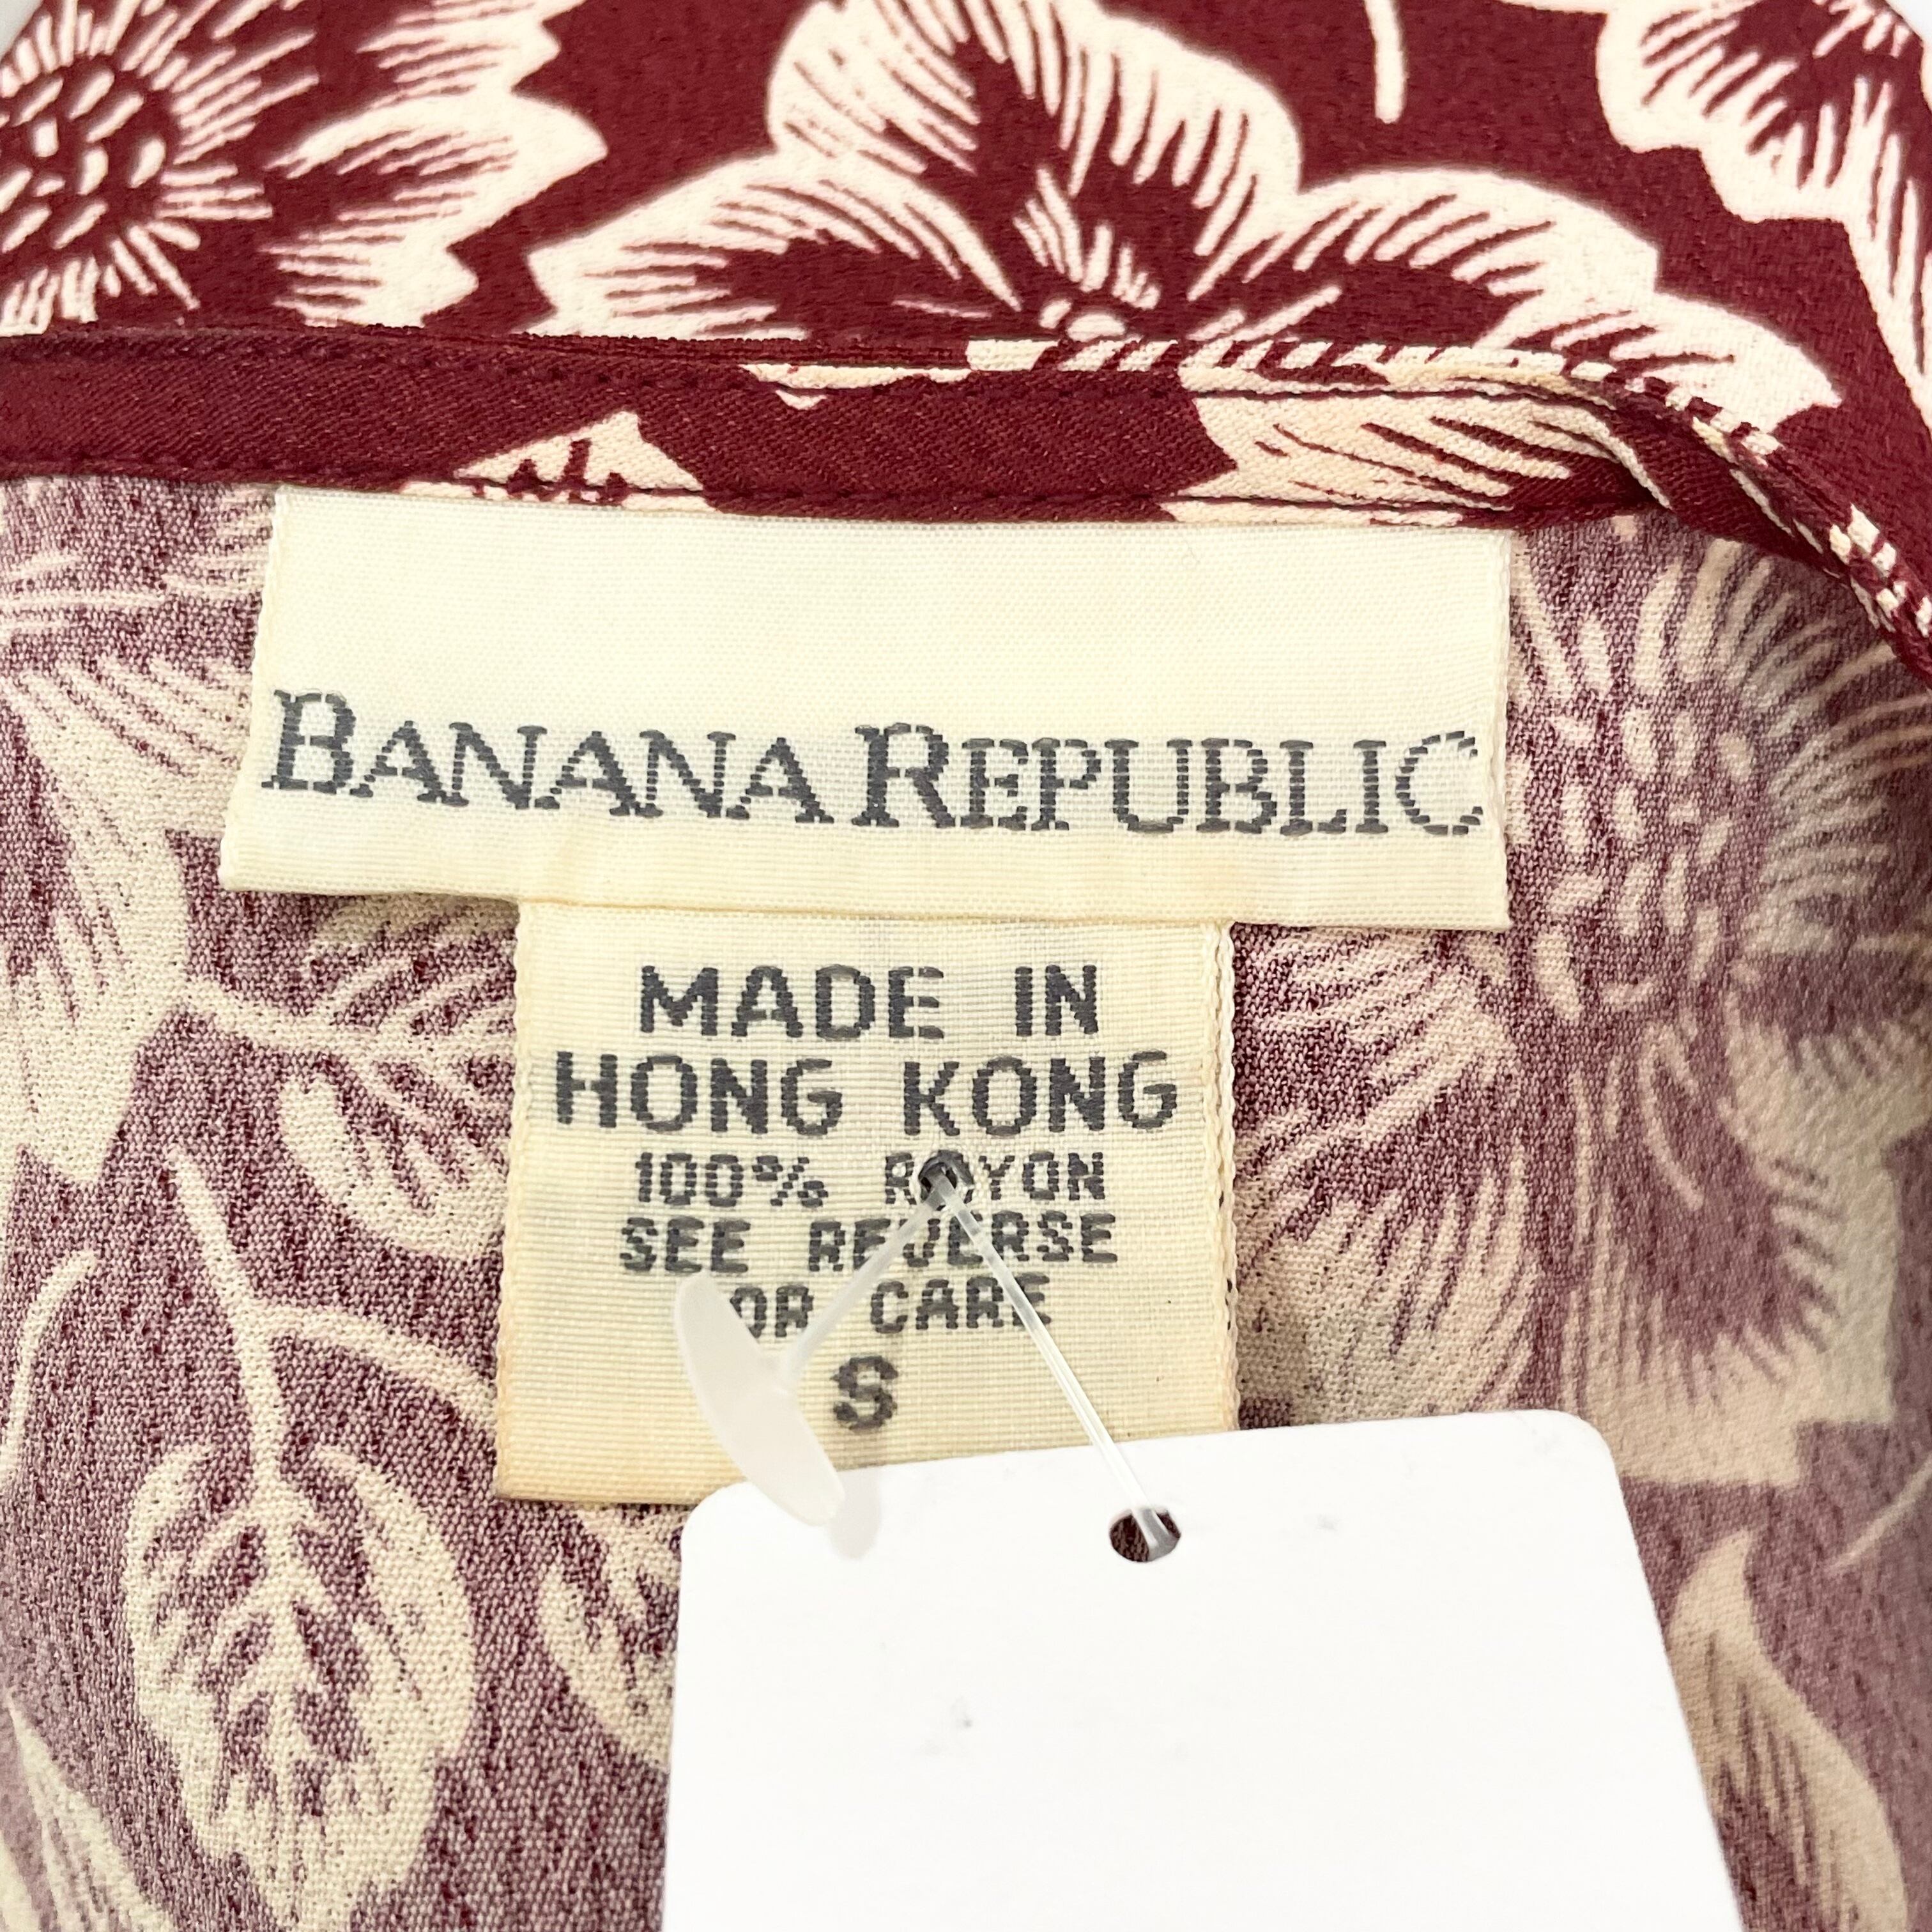 BANANA REPUBLIC
MADE IN
HONG KONG
100% RAYON
SEE REVERSE
FOR CARE
S